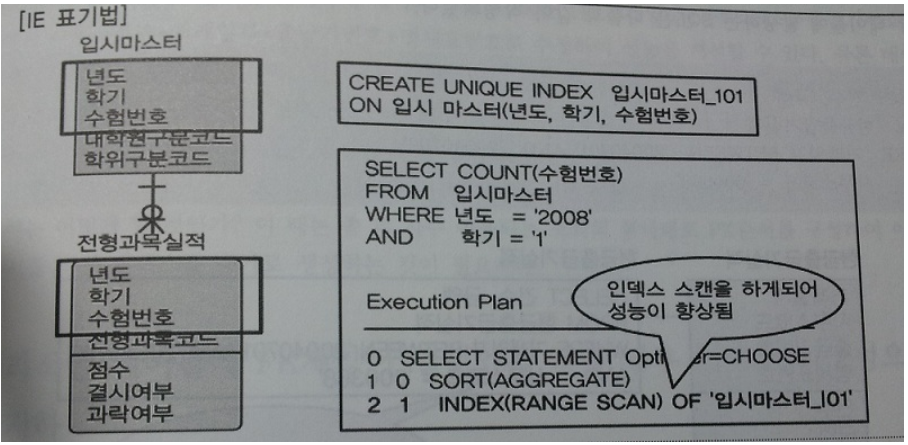 [IE 표기법]
입시마스터
년도
학기
수험번호
대학원구분코드
학위구분코드
전형과목실적
년도
학기
수험번호
전형과목코드
점수
결시여부
과락여부
CREATE UNIQUE INDEX 입시마스터_101
ON 입시 마스터(년도, 학기, 수험번호)
SELECT COUNT(수험번호)
FROM 입시마스터
WHERE 년도 = '2008'
AND 학기 = '1'
인덱스 스캔을 하게되어
성능이 향상됨
Execution Plan
0 SELECT STATEMENT Opti er=CHOOSE
1 0 SORT(AGGREGATE)
2 1 INDEX(RANGE SCAN) OF '입시마스터_I01'